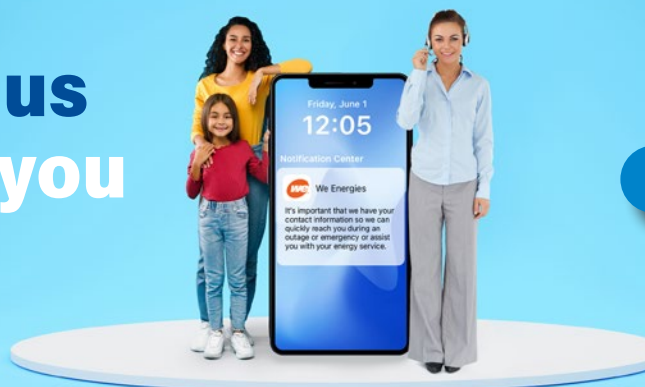 us
you
Friday, June 1
12:05
Notification Center
we We Energies
It's important that we have your
contact information so we can
quickly reach you during an
outage or emergency or assist
you with your energy service.